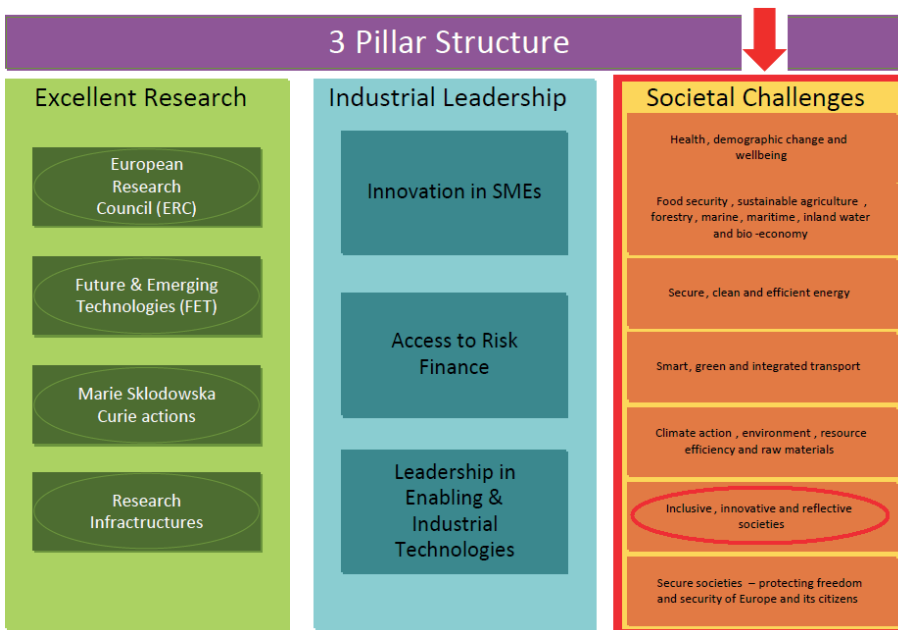 3 Pillar Structure
Excellent Research
European
Research
Council (ERC)
Future & Emerging
Technologies (FET)
Marie Sklodowska
Curie actions
Research
Infrastructures
Industrial Leadership
Innovation in SMEs
Access to Risk
Finance
Leadership in
Enabling &
Industrial
Technologies
Societal Challenges
Health , demographic change and
wellbeing
Food security , sustainable agriculture ,
forestry , marine , maritime , inland water
and bio -economy
Secure , clean and efficient energy
Smart, green and integrated transport
Climate action , environment , resource
efficiency and raw materials
Inclusive , innovative and reflective
societies
Secure societies – protecting freedom
and security of Europe and its citizens